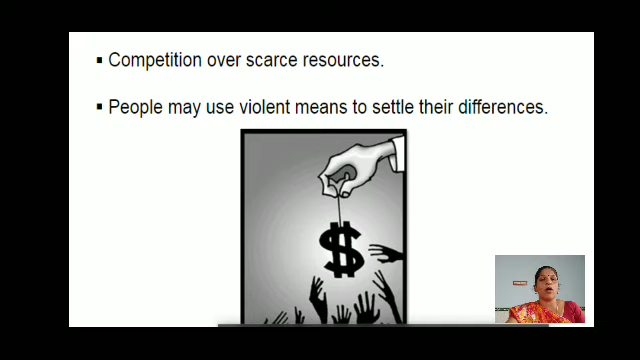 ▪ Competition over scarce resources.
▪ People may use violent means to settle their differences.
$